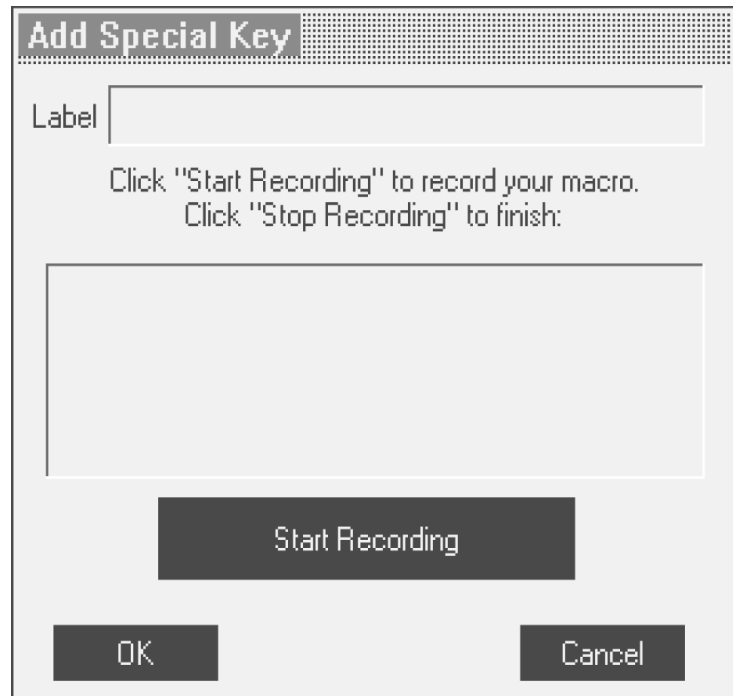 Add Special Key
Label
Click "Start Recording" to record your macro.
Click "Stop Recording" to finish:
Start Recording
OK
Cancel